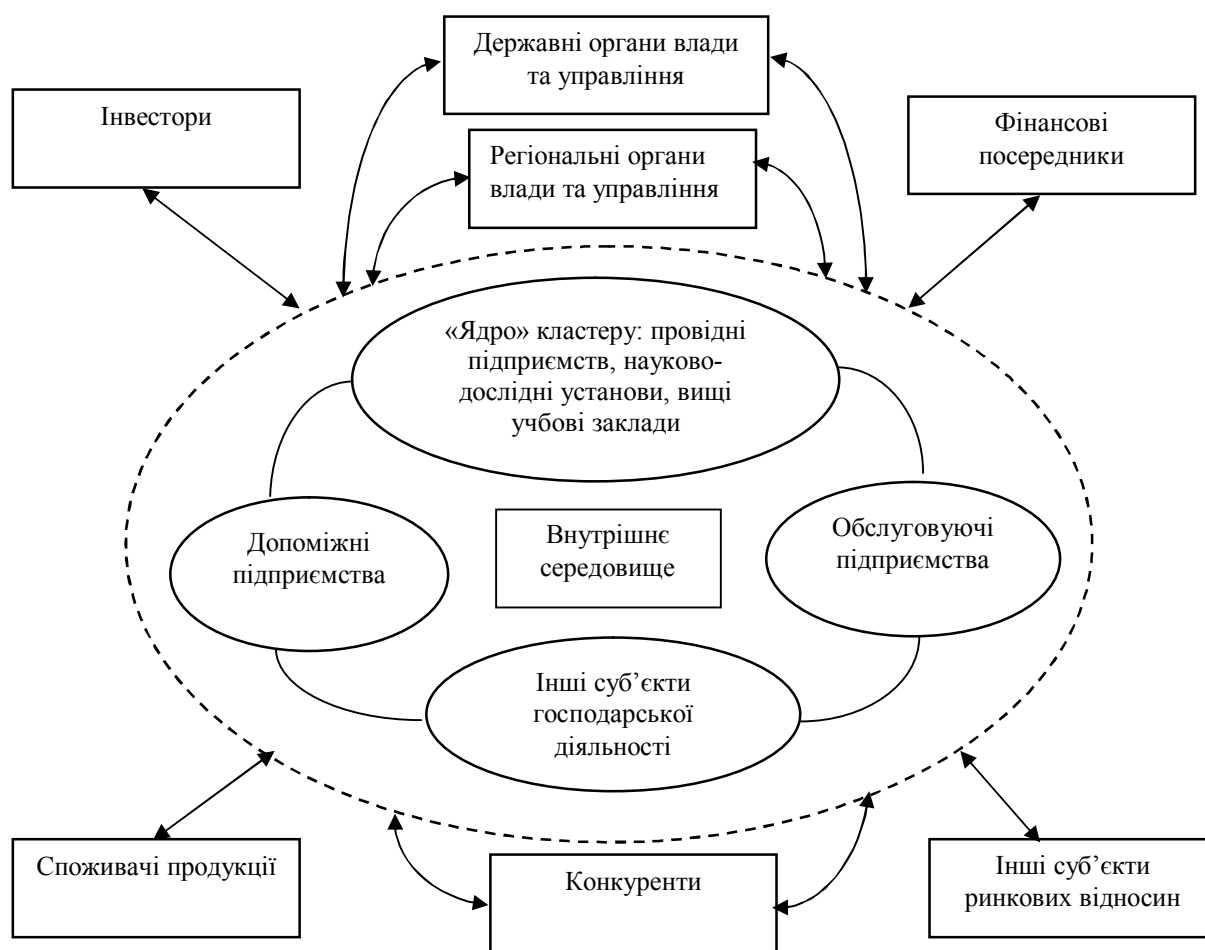 Державні органи влади
та управління
Інвестори
Фінансові
посередники
Регіональні органи
влади та управління
«Ядро» кластеру: провідні
підприємств, науково-
дослідні установи, вищі
учбові заклади
Допоміжні
підприємства
Внутрішнє
середовище
Обслуговуючі
підприємства
Інші суб’єкти
господарської
діяльності
Споживачі продукції
Конкуренти
Інші суб’єкти
ринкових відносин